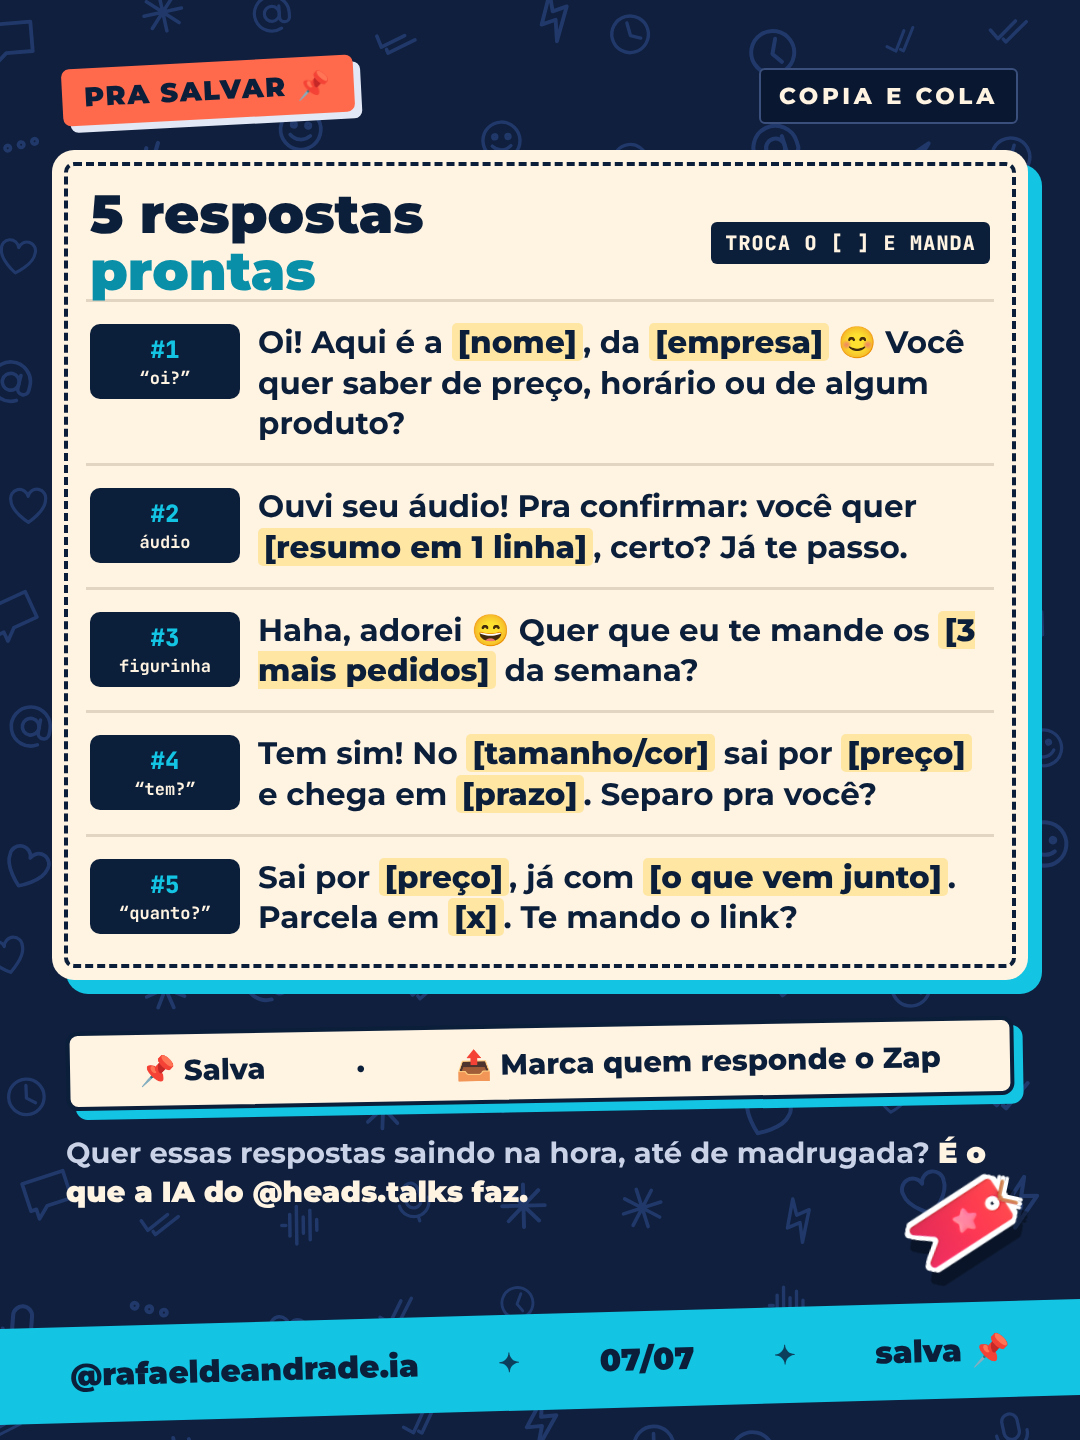 PRA SALVAR 📌
COPIA E COLA
5 respostas
prontas
TROCA O [ ] E MANDA
#1
“oi?”
Oi! Aqui é a [nome], da [empresa] 😊 Você
quer saber de preço, horário ou de algum
produto?
#2
áudio
Ouvi seu áudio! Pra confirmar: você quer
[resumo em 1 linha], certo? Já te passo.
#3
figurinha
Haha, adorei 😄 Quer que eu te mande os [3
mais pedidos] da semana?
#4
“tem?”
Tem sim! No [tamanho/cor] sai por [preço]
e chega em [prazo]. Separo pra você?
#5
“quanto?”
Sai por [preço], já com [o que vem junto].
Parcela em [x]. Te mando o link?
📌 Salva · 📤 Marca quem responde o Zap
Quer essas respostas saindo na hora, até de madrugada? É o
que a IA do @heads.talks faz.
@rafaeldeandrade.ia ✦ 07/07 ✦ salva 📌